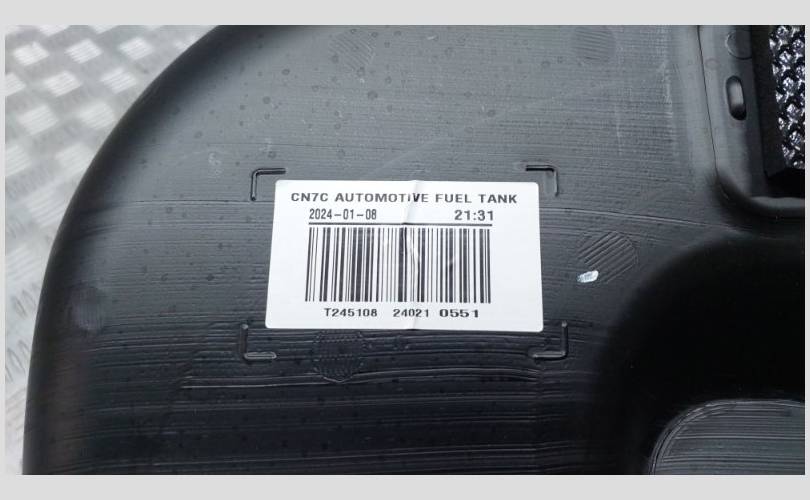 CN7C AUTOMOTIVE FUEL TANK
2024-01-08 21:31
T245108 24021 0551